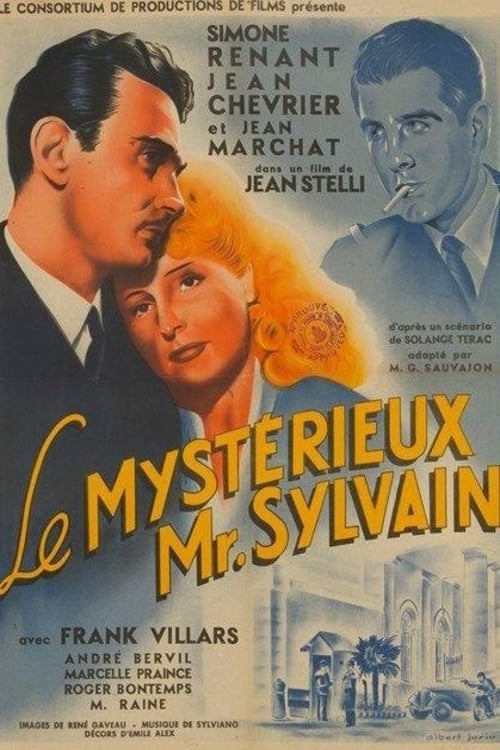 LE CONSORTIUM DE PRODUCTIONS DE FILMS présente
SIMONE
RENANT
JEAN
CHEVRIER
et JEAN
MARCHAT
dans un film de
JEAN STELLI
d'après un scénario
de SOLANGE TERAC
adapté par
M. G. SAUVAJON
Le MYSTÉRIEUX
Mr. SYLVAIN
avec FRANK VILLARS
ANDRÉ BERVIL
MARCELLE PRAINCE
ROGER BONTEMPS
M. RAINE
IMAGES DE RENÉ GAVEAU - MUSIQUE DE SYLVIANO
DÉCORS D'EMILE ALEX
albert jorio